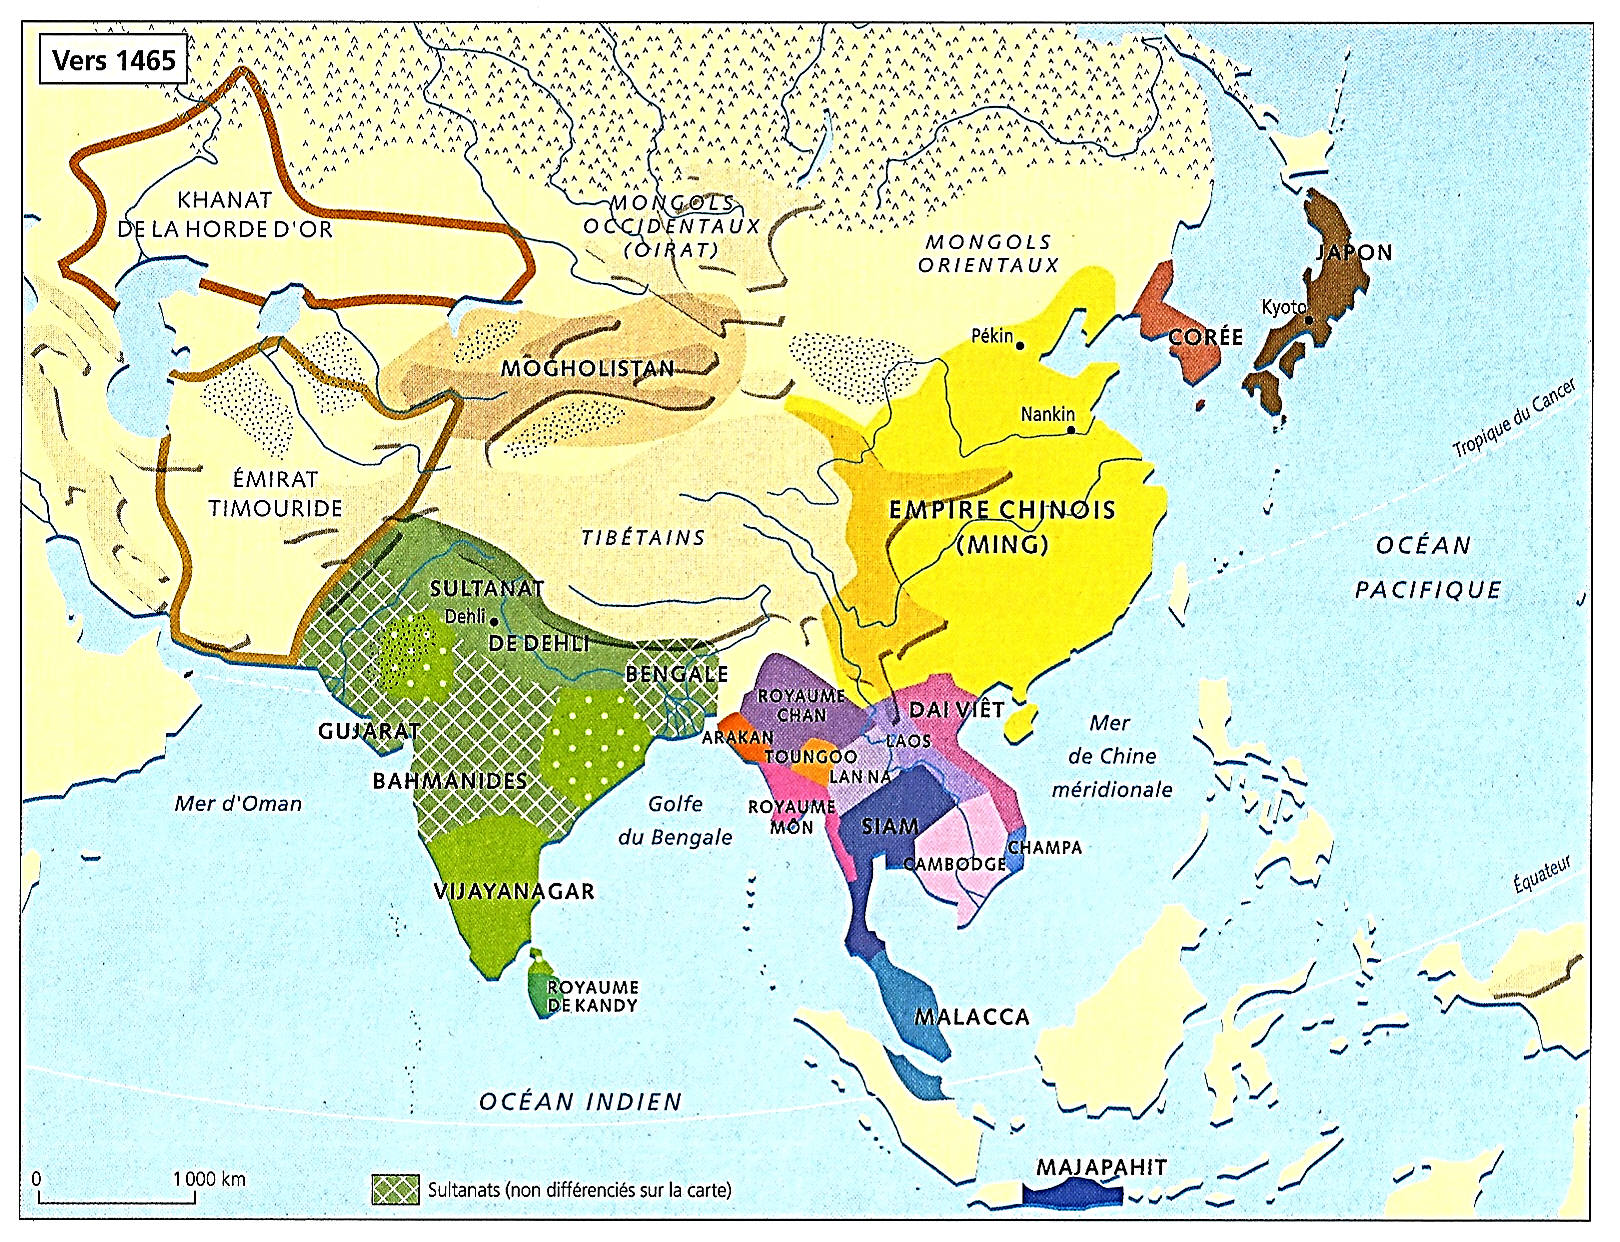 Vers 1465
KHANAT
DE LA HORDE D'OR
MONGOLS
OCCIDENTAUX
(OIRAT)
MONGOLS
ORIENTAUX
JAPON
Kyoto
CORÉE
Pékin
MOGHOLISTAN
Nankin
Tropique du Cancer
ÉMIRAT
TIMOURIDE
EMPIRE CHINOIS
(MING)
TIBÉTAINS
OCÉAN
PACIFIQUE
SULTANAT
Dehli
DE DEHLI
BENGALE
GUJARAT
BAHMANIDES
ROYAUME
CHAN
ARAKAN
TOUNGOO
LAN NA
LAOS
DAI VIÊT
Mer
de Chine
méridionale
Mer d'Oman
Golfe
du Bengale
ROYAUME
MÔN
SIAM
CAMBODGE
CHAMPA
Équateur
VIJAYANAGAR
ROYAUME
DE KANDY
MALACCA
OCÉAN INDIEN
MAJAPAHIT
0 1 000 km
Sultanats (non différenciés sur la carte)